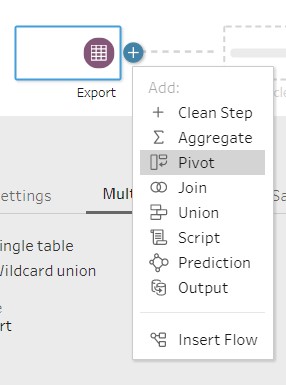 Export
Add:
Clean Step
Aggregate
Pivot
Join
Union
Script
Prediction
Output
Insert Flow
ettings
Mult
Sa
ingle table
Wildcard union
rt